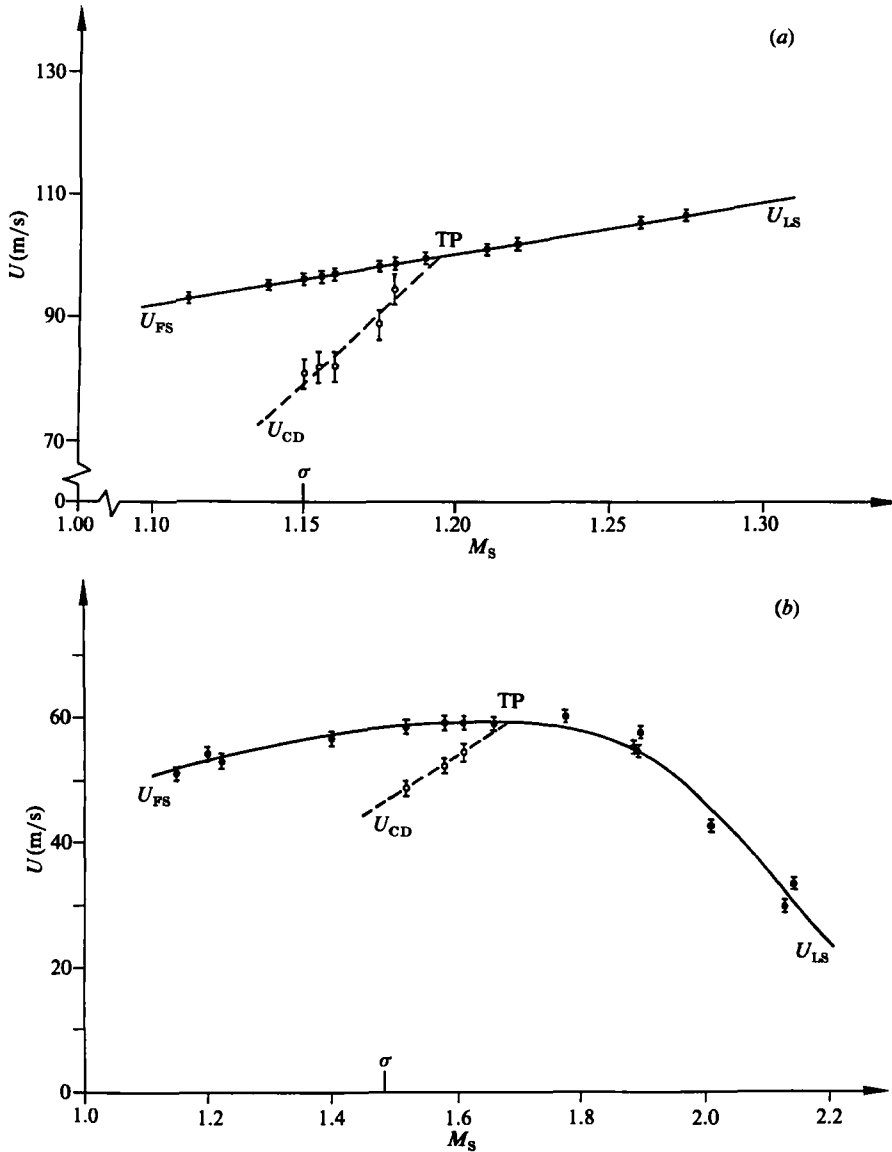 (a)
130
110
90
70
0
U (m/s)
U_FS
TP
U_LS
U_CD
σ
1.00
1.10
1.15
1.20
1.25
1.30
M_S
(b)
60
40
20
0
U (m/s)
U_FS
TP
U_CD
U_LS
σ
1.0
1.2
1.4
1.6
1.8
2.0
2.2
M_S